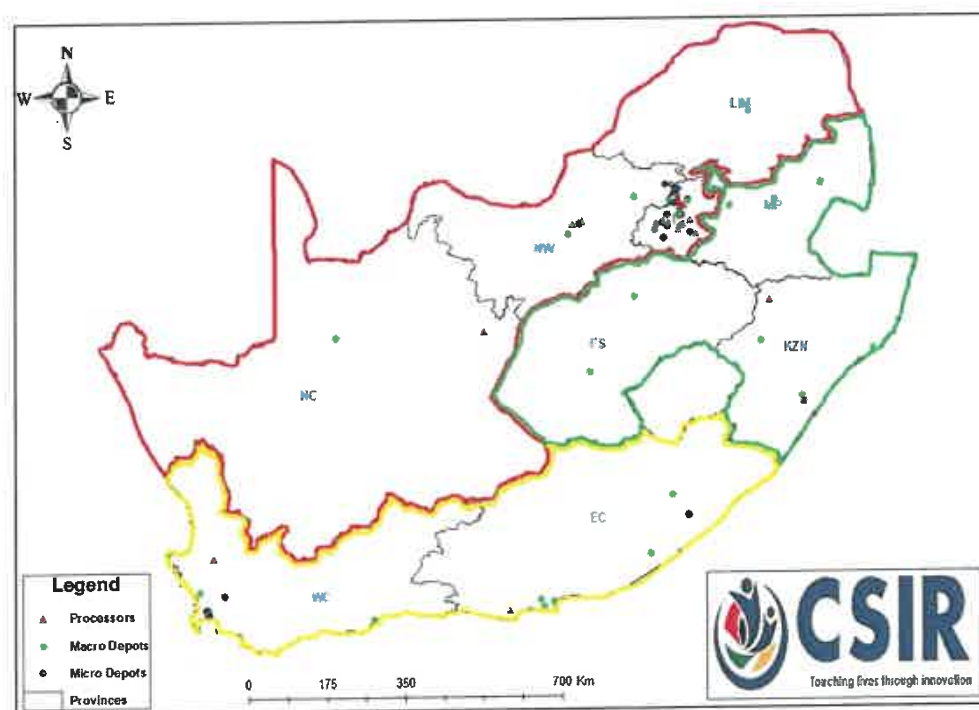 N
W E
S
LIM
MP
NW
FS
KZN
NC
EC
WC
Legend
Processors
Macro Depots
Micro Depots
Provinces
0 175 350 700 Km
CSIR
Touching lives through innovation